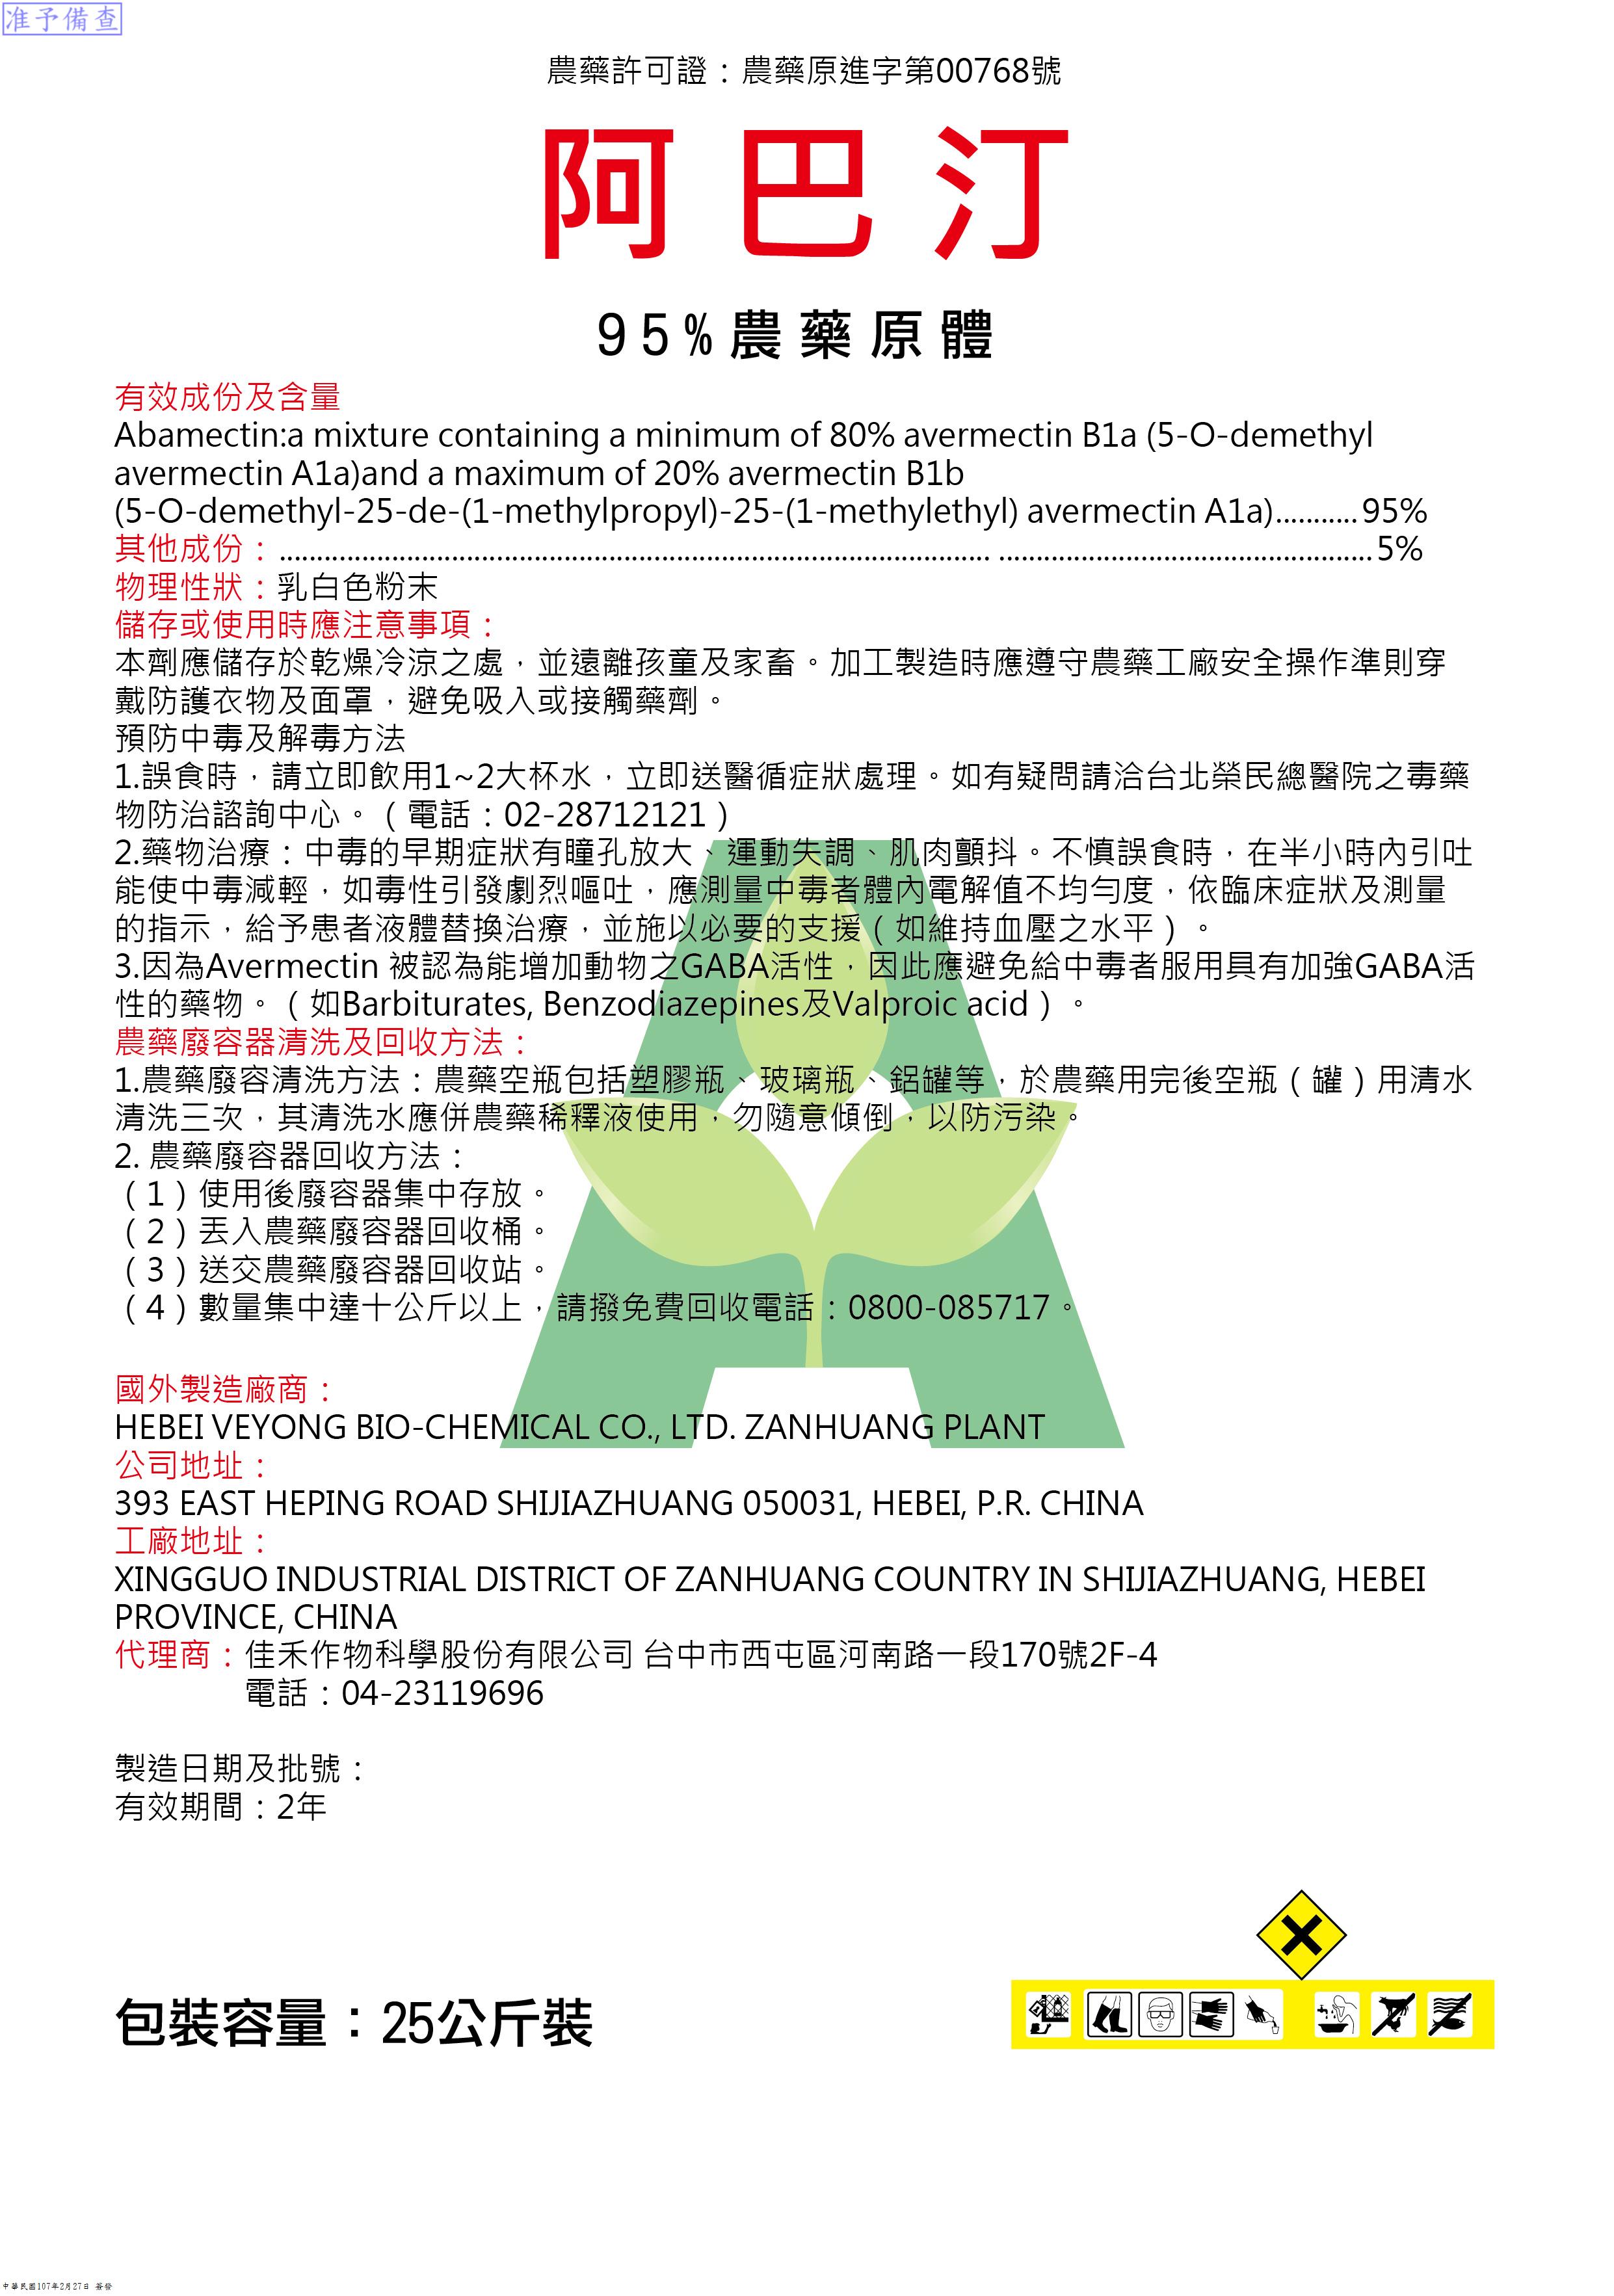 准予備查
農藥許可證：農藥原進字第00768號
阿巴汀
95%農藥原體
有效成份及含量
Abamectin:a mixture containing a minimum of 80% avermectin B1a (5-O-demethyl
avermectin A1a)and a maximum of 20% avermectin B1b
(5-O-demethyl-25-de-(1-methylpropyl)-25-(1-methylethyl) avermectin A1a)...........95%
其他成份：................................................................................................ ..................................................5%
物理性狀：乳白色粉末
儲存或使用時應注意事項：
本劑應儲存於乾燥冷涼之處，並遠離孩童及家畜。加工製造時應遵守農藥工廠安全操作準則穿
戴防護衣物及面罩，避免吸入或接觸藥劑。
預防中毒及解毒方法
1.誤食時，請立即飲用1~2大杯水，立即送醫循症狀處理。如有疑問請洽台北榮民總醫院之毒藥
物防治諮詢中心。（電話：02-28712121）
2.藥物治療：中毒的早期症狀有瞳孔放大、運動失調、肌肉顫抖。不慎誤食時，在半小時內引吐
能使中毒減輕，如毒性引發劇烈嘔吐，應測量中毒者體內電解值不均勻度，依臨床症狀及測量
的指示，給予患者液體替換治療，並施以必要的支援（如維持血壓之水平）。
3.因為Avermectin 被認為能增加動物之GABA活性，因此應避免給中毒者服用具有加強GABA活
性的藥物。（如Barbiturates, Benzodiazepines及Valproic acid）。
農藥廢容器清洗及回收方法：
1.農藥廢容清洗方法：農藥空瓶包括塑膠瓶、玻璃瓶、鋁罐等，於農藥用完後空瓶（罐）用清水
清洗三次，其清洗水應併農藥稀釋液使用，勿隨意傾倒，以防污染。
2. 農藥廢容器回收方法：
（1）使用後廢容器集中存放。
（2）丟入農藥廢容器回收桶。
（3）送交農藥廢容器回收站。
（4）數量集中達十公斤以上，請撥免費回收電話：0800-085717。
國外製造廠商：
HEBEI VEYONG BIO-CHEMICAL CO., LTD. ZANHUANG PLANT
公司地址：
393 EAST HEPING ROAD SHIJIAZHUANG 050031, HEBEI, P.R. CHINA
工廠地址：
XINGGUO INDUSTRIAL DISTRICT OF ZANHUANG COUNTRY IN SHIJIAZHUANG, HEBEI
PROVINCE, CHINA
代理商：佳禾作物科學股份有限公司 台中市西屯區河南路一段170號2F-4
電話：04-23119696
製造日期及批號：
有效期間：2年
包裝容量：25公斤裝
中華民國107年2月27日 簽發